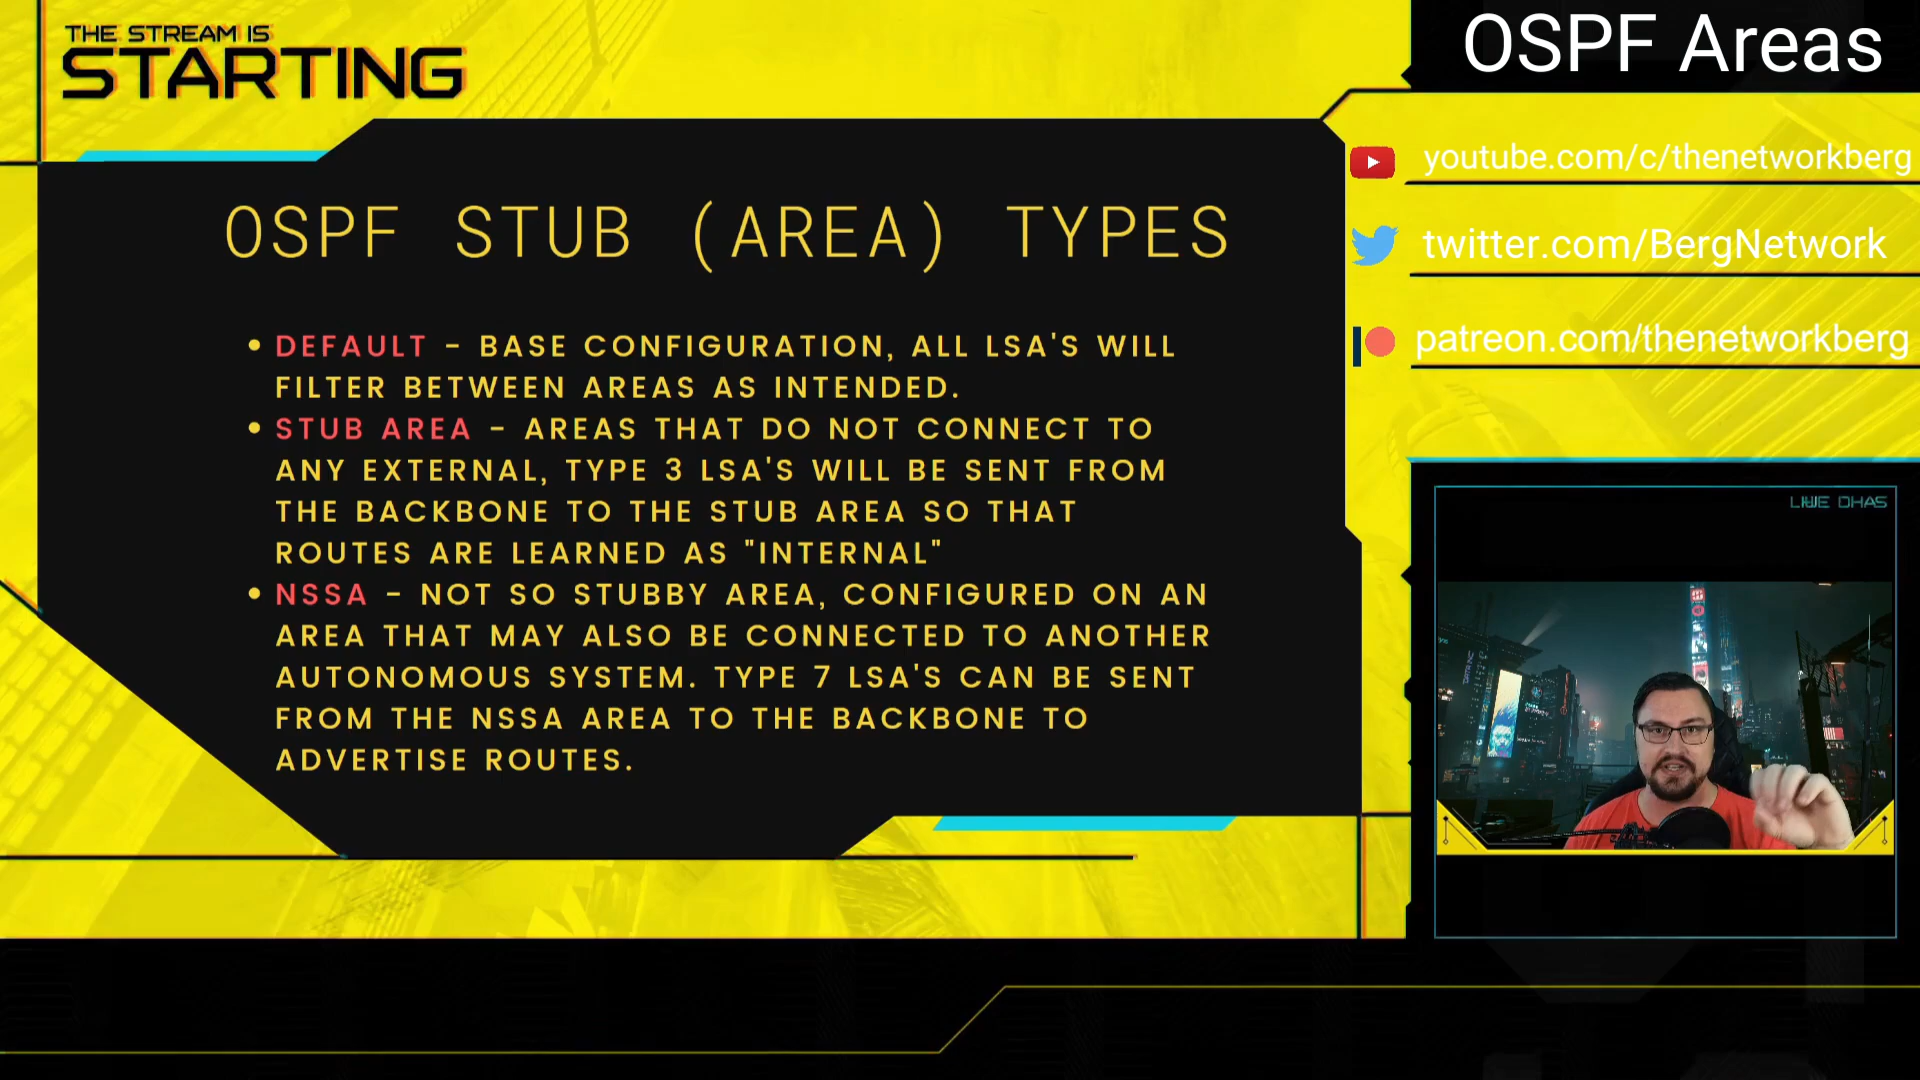 THE STREAM IS
STARTING
OSPF Areas
youtube.com/c/thenetworkberg
twitter.com/BergNetwork
patreon.com/thenetworkberg
OSPF STUB (AREA) TYPES
• DEFAULT - BASE CONFIGURATION, ALL LSA'S WILL
FILTER BETWEEN AREAS AS INTENDED.
• STUB AREA - AREAS THAT DO NOT CONNECT TO
ANY EXTERNAL, TYPE 3 LSA'S WILL BE SENT FROM
THE BACKBONE TO THE STUB AREA SO THAT
ROUTES ARE LEARNED AS "INTERNAL"
• NSSA - NOT SO STUBBY AREA, CONFIGURED ON AN
AREA THAT MAY ALSO BE CONNECTED TO ANOTHER
AUTONOMOUS SYSTEM. TYPE 7 LSA'S CAN BE SENT
FROM THE NSSA AREA TO THE BACKBONE TO
ADVERTISE ROUTES.